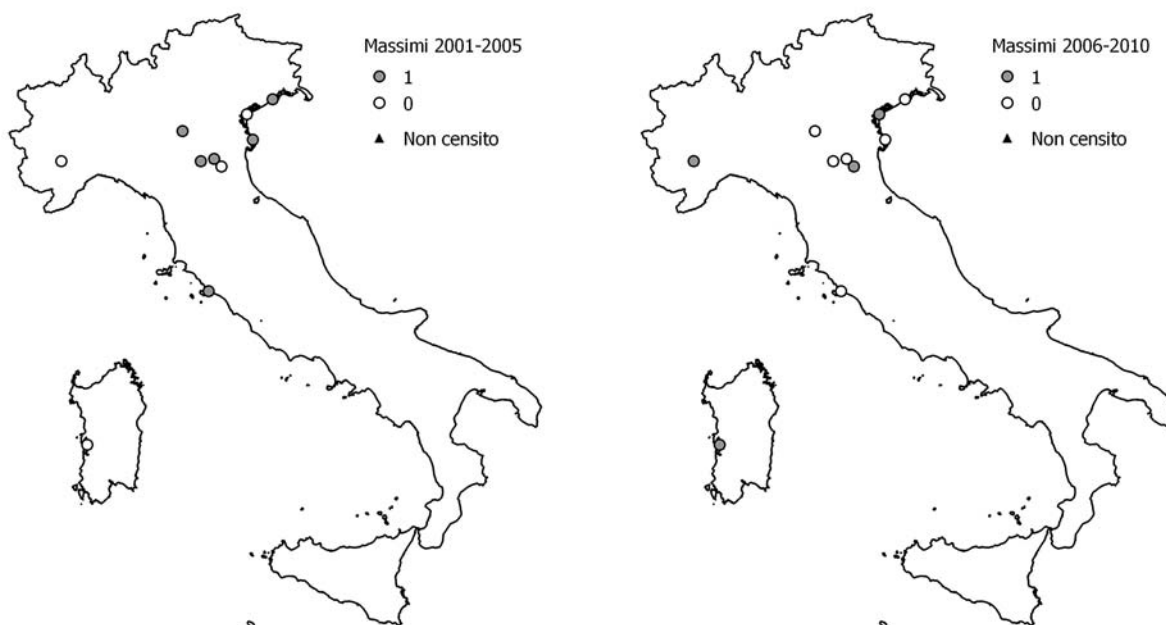 Massimi 2001-2005
1
0
Non censito
Massimi 2006-2010
1
0
Non censito